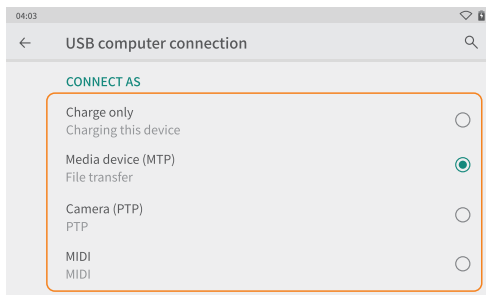 04:03
USB computer connection
CONNECT AS
Charge only
Charging this device
Media device (MTP)
File transfer
Camera (PTP)
PTP
MIDI
MIDI